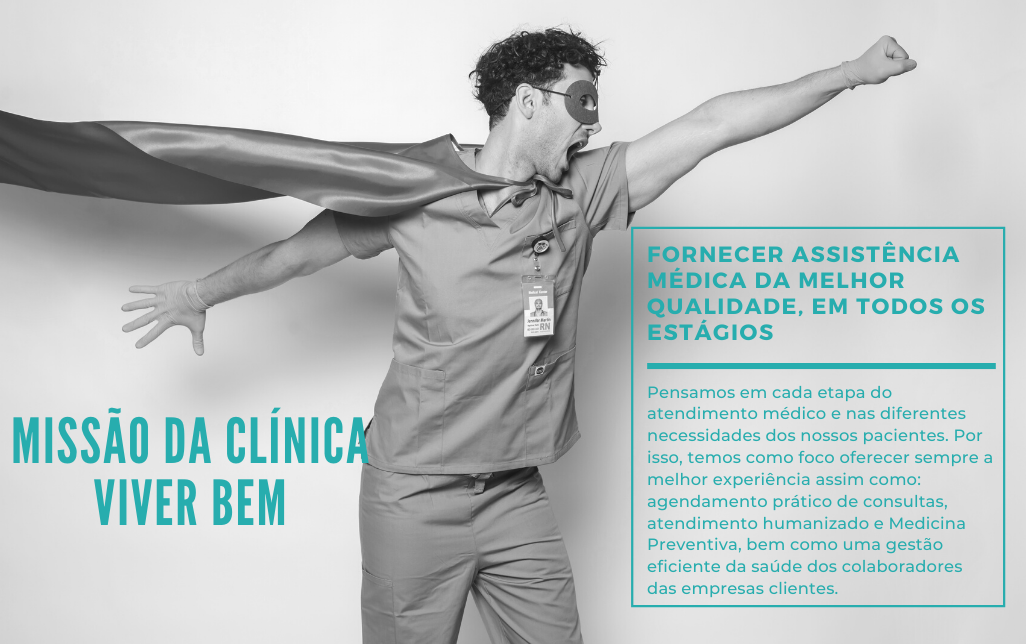 MISSÃO DA CLÍNICA
VIVER BEM
FORNECER ASSISTÊNCIA
MÉDICA DA MELHOR
QUALIDADE, EM TODOS OS
ESTÁGIOS
Pensamos em cada etapa do
atendimento médico e nas diferentes
necessidades dos nossos pacientes. Por
isso, temos como foco oferecer sempre a
melhor experiência assim como:
agendamento prático de consultas,
atendimento humanizado e Medicina
Preventiva, bem como uma gestão
eficiente da saúde dos colaboradores
das empresas clientes.
RN